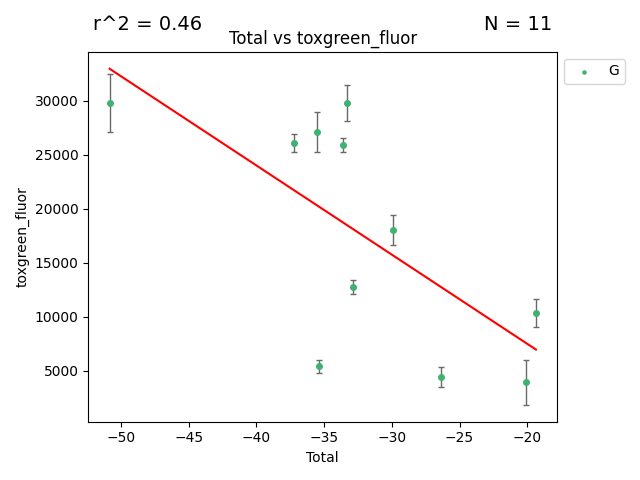 r^2 = 0.46
N = 11
Total vs toxgreen_fluor
G
30000
25000
20000
15000
10000
5000
toxgreen_fluor
−50
−45
−40
−35
−30
−25
−20
Total